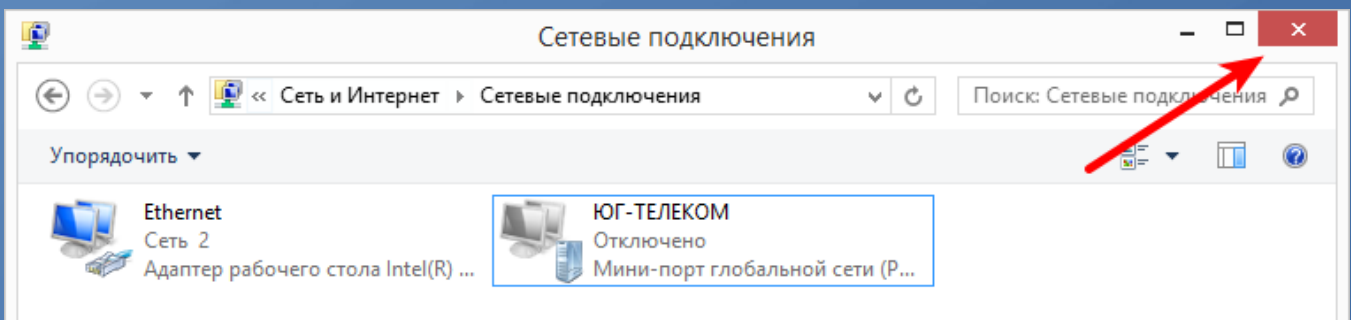 Сетевые подключения
« Сеть и Интернет ▸ Сетевые подключения
Поиск: Сетевые подключения
Упорядочить
Ethernet
Сеть 2
Адаптер рабочего стола Intel(R) ...
ЮГ-ТЕЛЕКОМ
Отключено
Мини-порт глобальной сети (P...